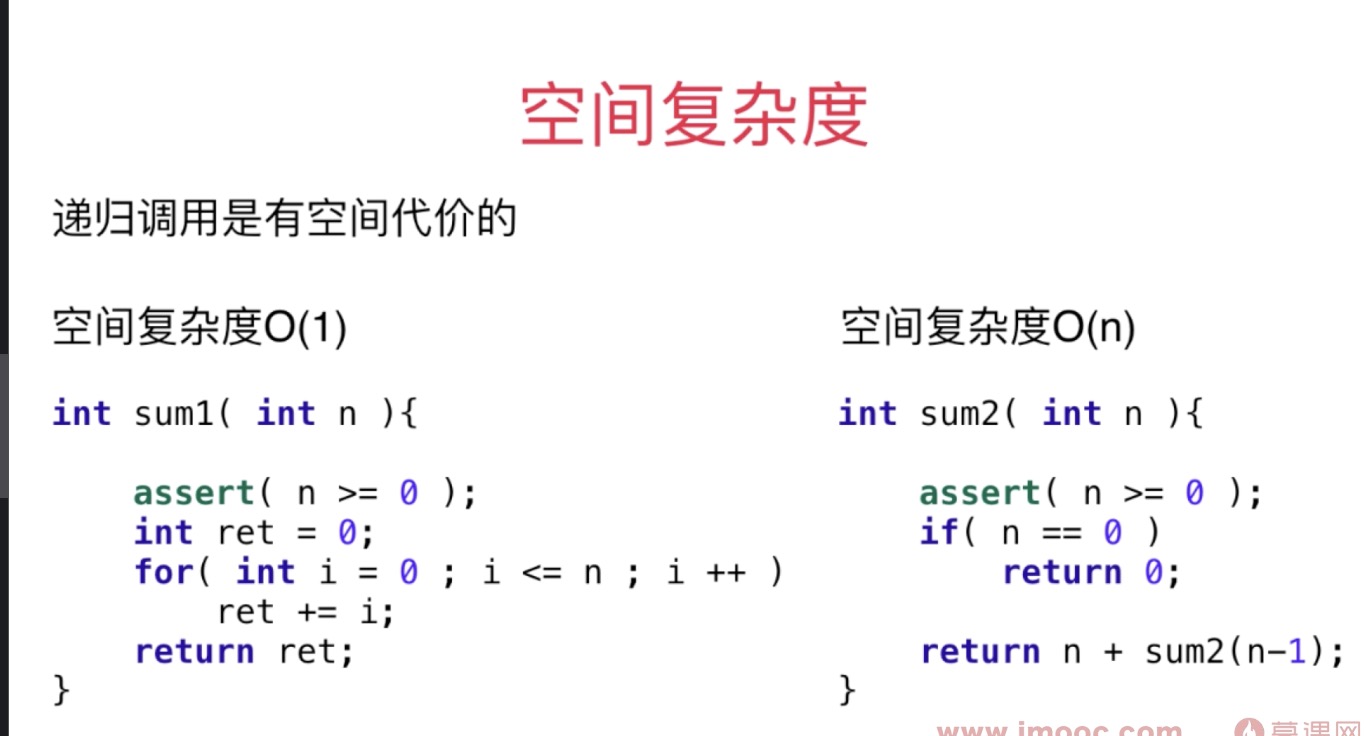 空间复杂度
递归调用是有空间代价的
空间复杂度O(1)
int sum1( int n ){
    assert( n >= 0 );
    int ret = 0;
    for( int i = 0 ; i <= n ; i ++ )
        ret += i;
    return ret;
}
空间复杂度O(n)
int sum2( int n ){
    assert( n >= 0 );
    if( n == 0 )
        return 0;
    return n + sum2(n-1);
}
www.imooc.com 慕课网